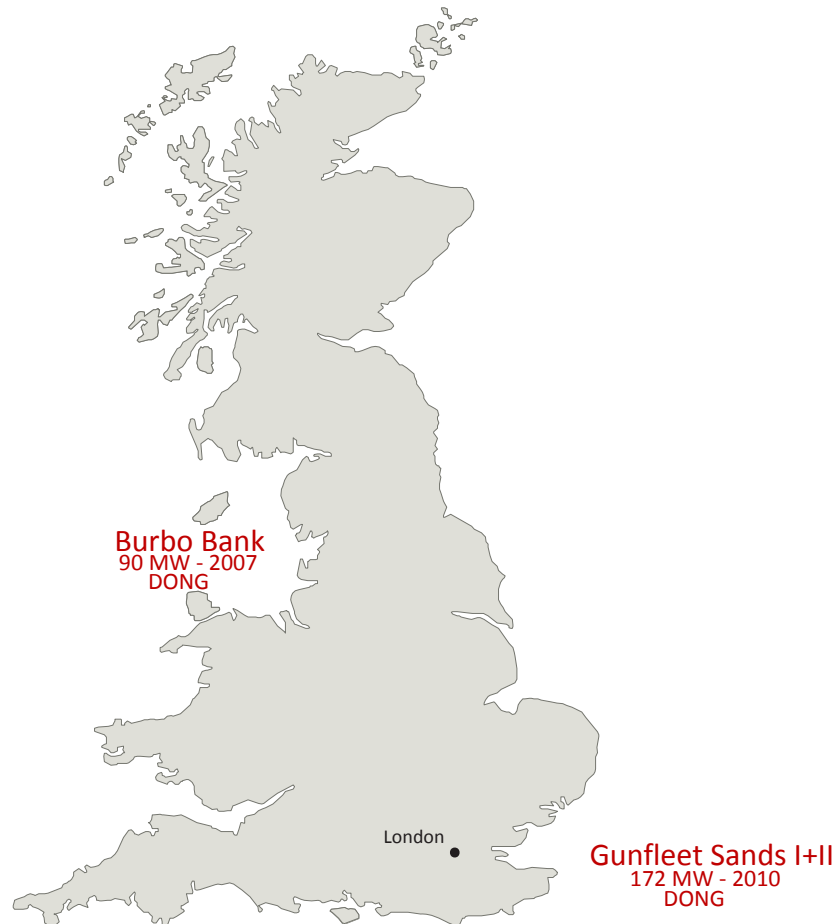 Burbo Bank
90 MW - 2007
DONG
London
Gunfleet Sands I+II
172 MW - 2010
DONG